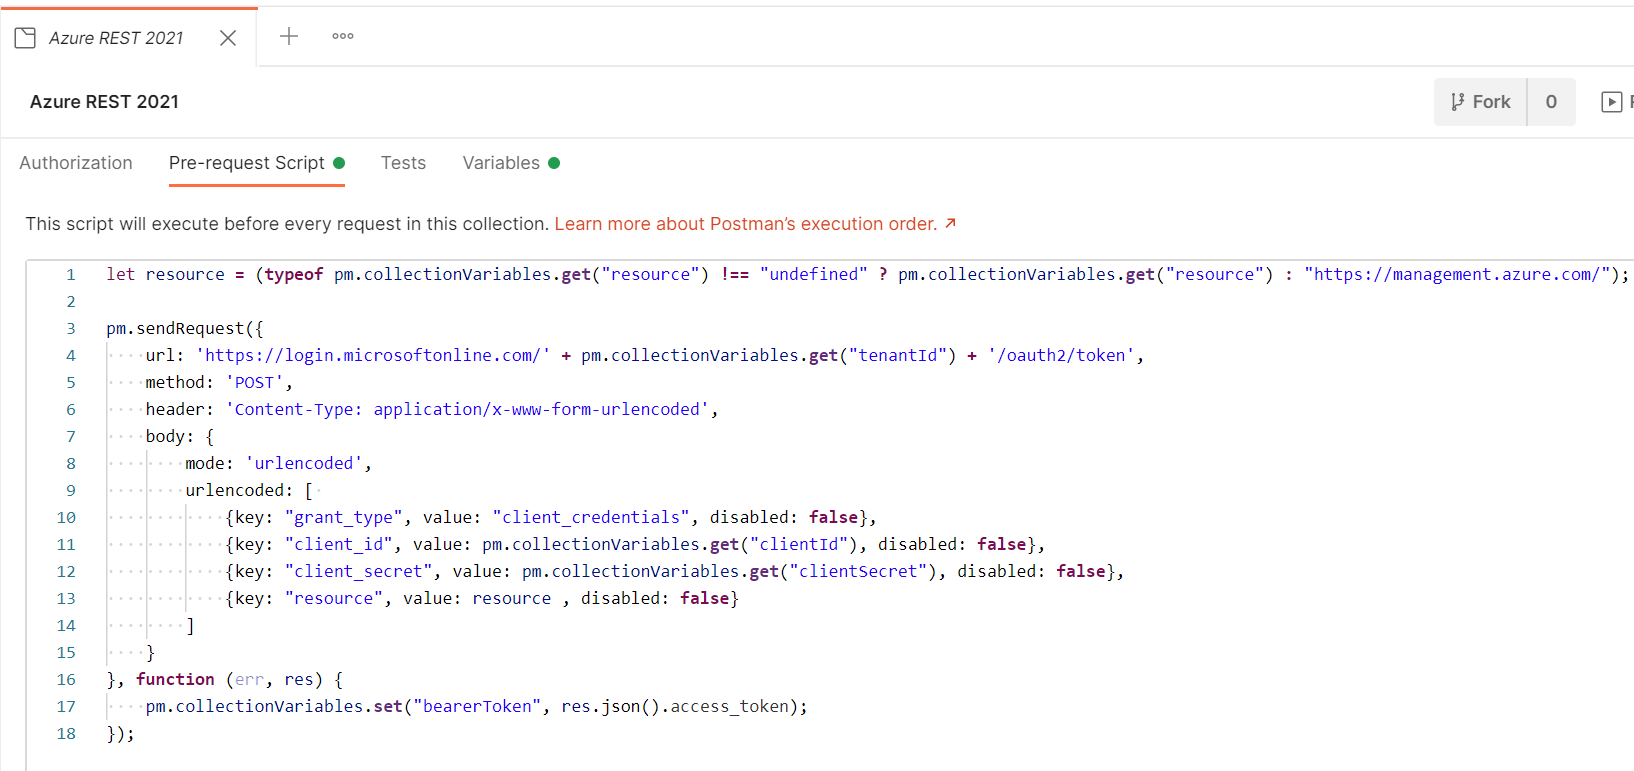 Azure REST 2021
Azure REST 2021
Fork 0
Authorization Pre-request Script Tests Variables
This script will execute before every request in this collection. Learn more about Postman's execution order. ↗
1 let resource = (typeof pm.collectionVariables.get("resource") !== "undefined" ? pm.collectionVariables.get("resource") : "https://management.azure.com/");
2
3 pm.sendRequest({
4 url: 'https://login.microsoftonline.com/' + pm.collectionVariables.get("tenantId") + '/oauth2/token',
5 method: 'POST',
6 header: 'Content-Type: application/x-www-form-urlencoded',
7 body: {
8 mode: 'urlencoded',
9 urlencoded: [
10 {key: "grant_type", value: "client_credentials", disabled: false},
11 {key: "client_id", value: pm.collectionVariables.get("clientId"), disabled: false},
12 {key: "client_secret", value: pm.collectionVariables.get("clientSecret"), disabled: false},
13 {key: "resource", value: resource , disabled: false}
14 ]
15 }
16 }, function (err, res) {
17 pm.collectionVariables.set("bearerToken", res.json().access_token);
18 });